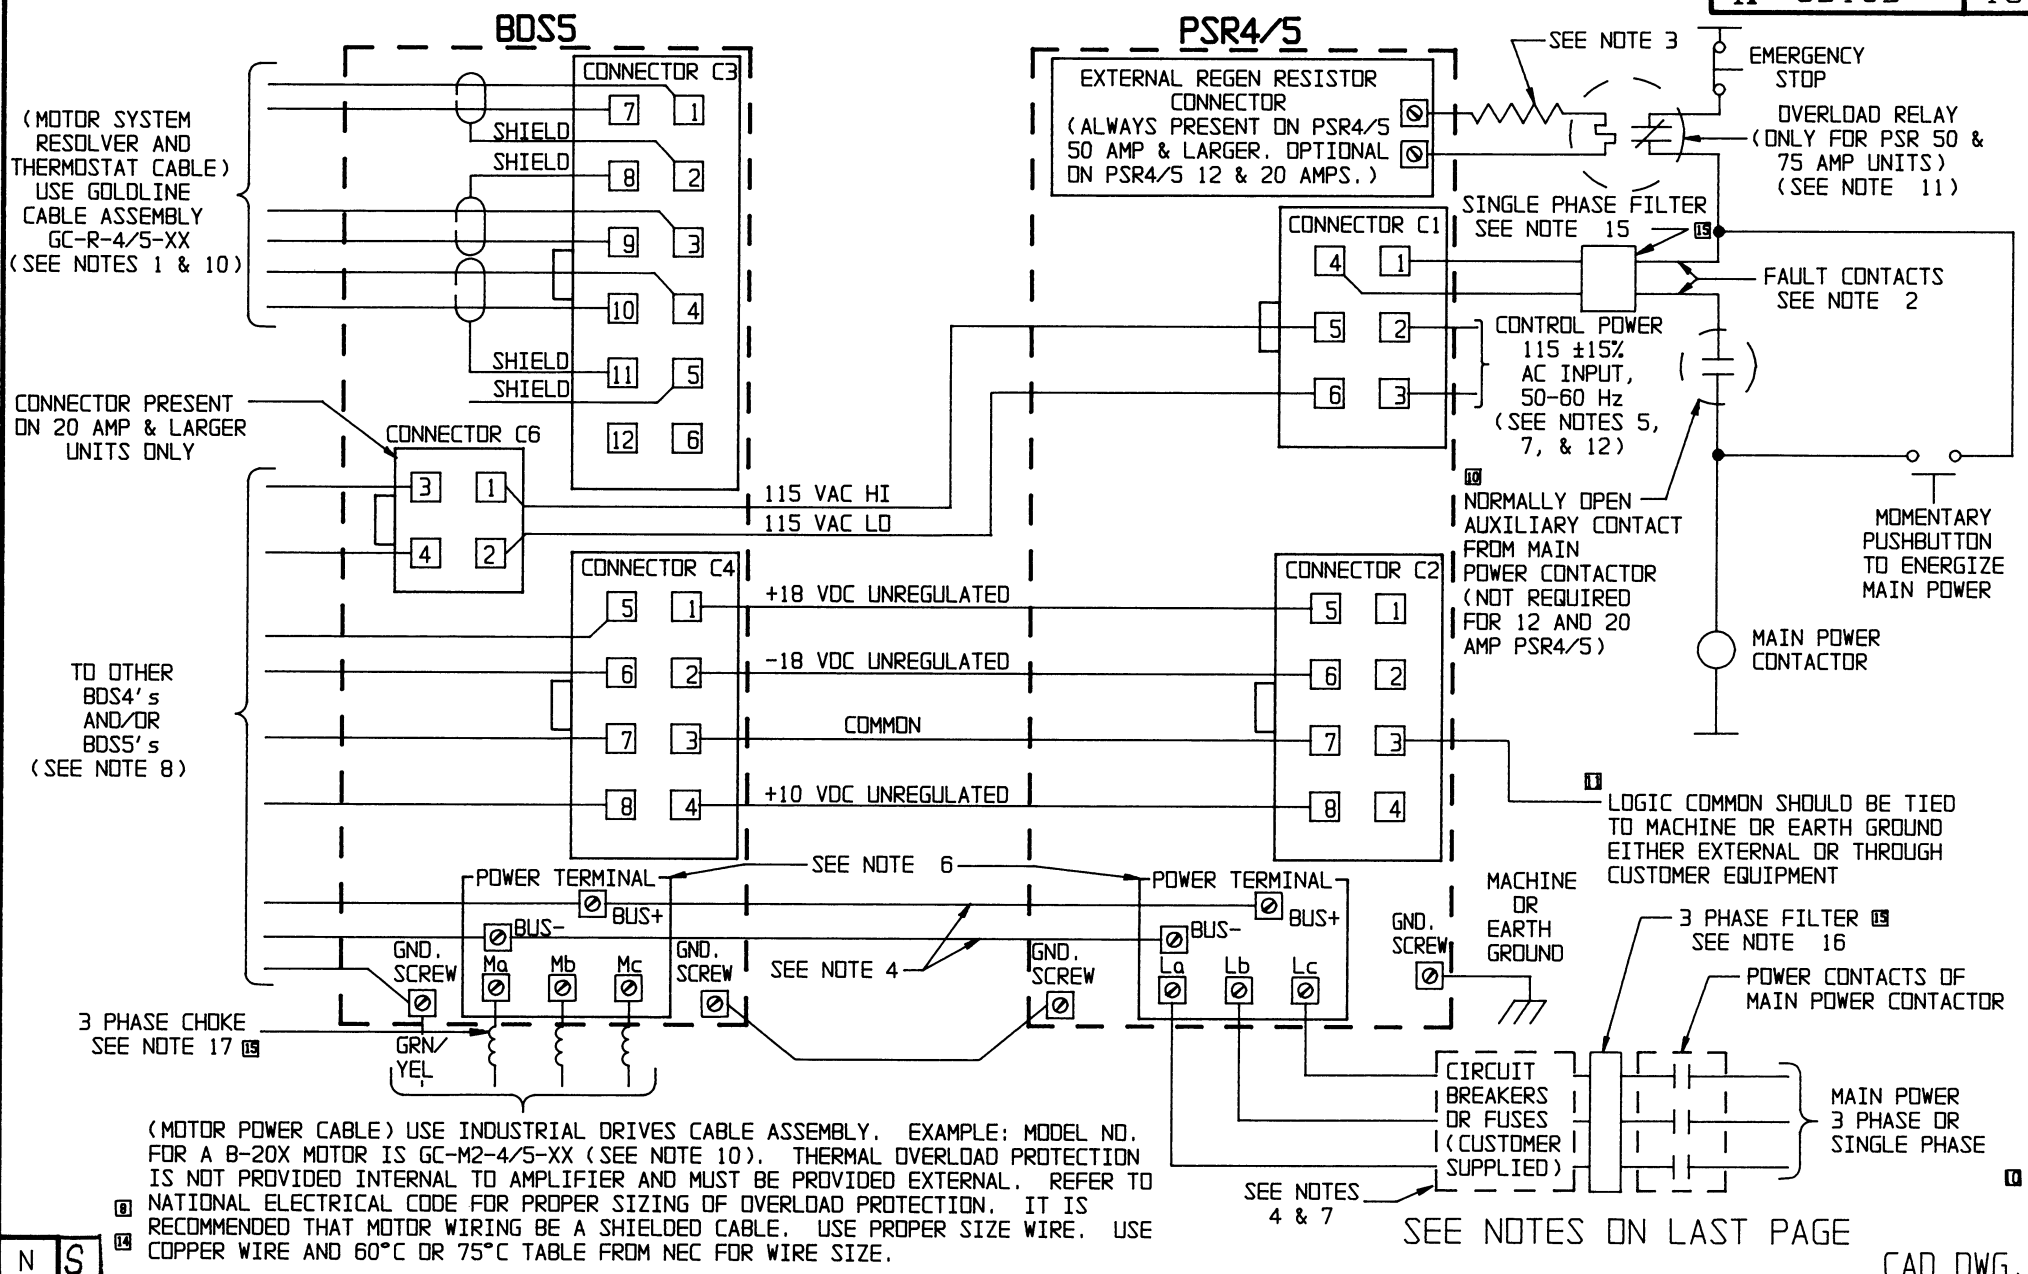 BDS5
PSR4/5
(MOTOR SYSTEM
RESOLVER AND
THERMOSTAT CABLE)
USE GOLDLINE
CABLE ASSEMBLY
GC-R-4/5-XX
(SEE NOTES 1 & 10)
CONNECTOR C3
7 1
SHIELD
SHIELD
8 2
9 3
10 4
SHIELD
11 5
SHIELD
12 6
CONNECTOR PRESENT
ON 20 AMP & LARGER
UNITS ONLY
CONNECTOR C6
3 1
4 2
115 VAC HI
115 VAC LO
TO OTHER
BDS4's
AND/OR
BDS5's
(SEE NOTE 8)
CONNECTOR C4
5 1
6 2
7 3
8 4
+18 VDC UNREGULATED
-18 VDC UNREGULATED
COMMON
+10 VDC UNREGULATED
SEE NOTE 6
POWER TERMINAL
BUS+
BUS-
GND.
SCREW
Ma Mb Mc
GND.
SCREW
SEE NOTE 4
3 PHASE CHOKE
SEE NOTE 17 15
GRN/
YEL
EXTERNAL REGEN RESISTOR
CONNECTOR
(ALWAYS PRESENT ON PSR4/5
50 AMP & LARGER. OPTIONAL
ON PSR4/5 12 & 20 AMPS.)
SEE NOTE 3
EMERGENCY
STOP
OVERLOAD RELAY
(ONLY FOR PSR 50 &
75 AMP UNITS)
(SEE NOTE 11)
SINGLE PHASE FILTER
SEE NOTE 15 15
CONNECTOR C1
4 1
5 2
6 3
FAULT CONTACTS
SEE NOTE 2
CONTROL POWER
115 ±15%
AC INPUT,
50-60 Hz
(SEE NOTES 5,
7, & 12)
10
NORMALLY OPEN
AUXILIARY CONTACT
FROM MAIN
POWER CONTACTOR
(NOT REQUIRED
FOR 12 AND 20
AMP PSR4/5)
MOMENTARY
PUSHBUTTON
TO ENERGIZE
MAIN POWER
MAIN POWER
CONTACTOR
CONNECTOR C2
5 1
6 2
7 3
8 4
11
LOGIC COMMON SHOULD BE TIED
TO MACHINE OR EARTH GROUND
EITHER EXTERNAL OR THROUGH
CUSTOMER EQUIPMENT
POWER TERMINAL
BUS+
BUS-
GND.
SCREW
La Lb Lc
GND.
SCREW
MACHINE
OR
EARTH
GROUND
3 PHASE FILTER 15
SEE NOTE 16
POWER CONTACTS OF
MAIN POWER CONTACTOR
CIRCUIT
BREAKERS
OR FUSES
(CUSTOMER
SUPPLIED)
MAIN POWER
3 PHASE OR
SINGLE PHASE
SEE NOTES
4 & 7
10
(MOTOR POWER CABLE) USE INDUSTRIAL DRIVES CABLE ASSEMBLY. EXAMPLE: MODEL NO.
FOR A B-20X MOTOR IS GC-M2-4/5-XX (SEE NOTE 10). THERMAL OVERLOAD PROTECTION
IS NOT PROVIDED INTERNAL TO AMPLIFIER AND MUST BE PROVIDED EXTERNAL. REFER TO
8 NATIONAL ELECTRICAL CODE FOR PROPER SIZING OF OVERLOAD PROTECTION. IT IS
RECOMMENDED THAT MOTOR WIRING BE A SHIELDED CABLE. USE PROPER SIZE WIRE. USE
14 COPPER WIRE AND 60°C OR 75°C TABLE FROM NEC FOR WIRE SIZE.
SEE NOTES ON LAST PAGE
N S
CAD DWG.